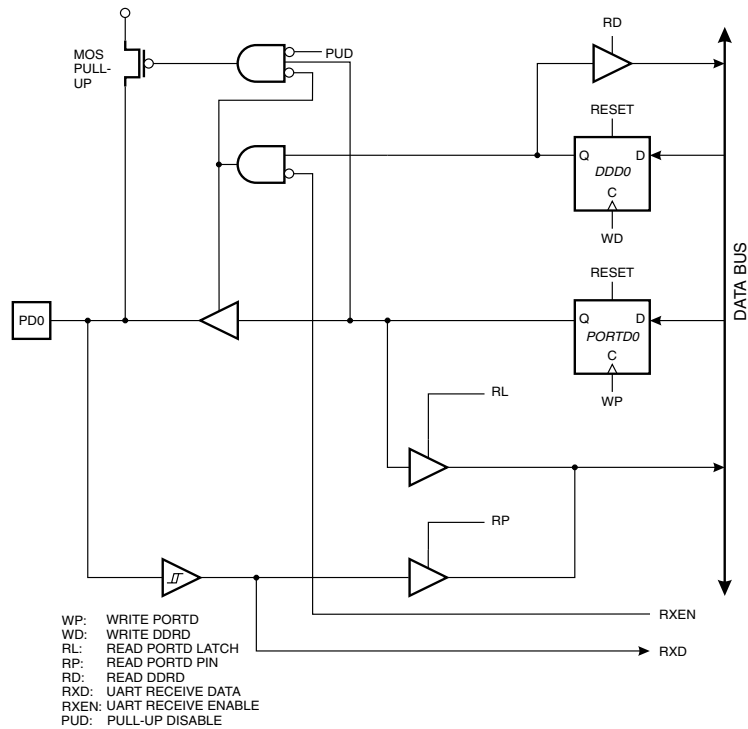 MOS
PULL-
UP
PUD
RD
RESET
Q
D
DDD0
C
WD
RESET
PD0
Q
D
PORTD0
C
WP
DATA BUS
RL
RP
RXEN
RXD
WP: WRITE PORTD
WD: WRITE DDRD
RL: READ PORTD LATCH
RP: READ PORTD PIN
RD: READ DDRD
RXD: UART RECEIVE DATA
RXEN: UART RECEIVE ENABLE
PUD: PULL-UP DISABLE